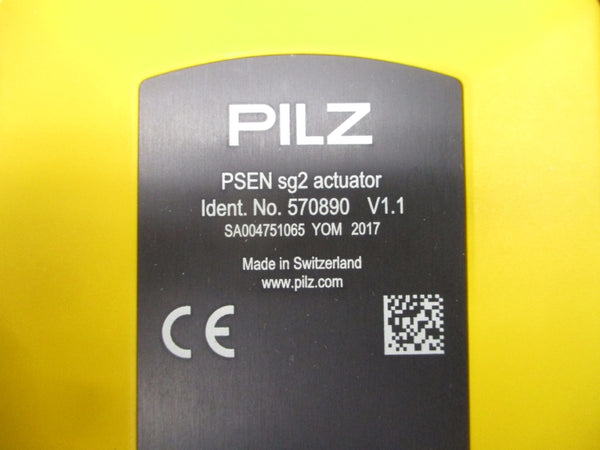 PILZ
PSEN sg2 actuator
Ident. No. 570890 V1.1
SA004751065 YOM 2017
Made in Switzerland
www.pilz.com
CE